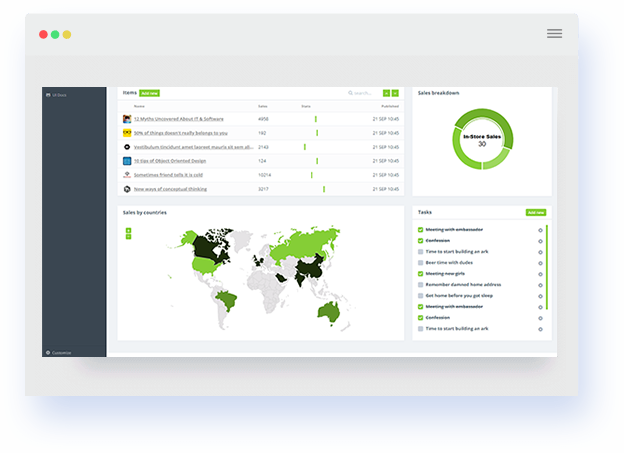 Items Add new Search...
Name Sales Stats Published
12 Myths Uncovered About IT & Software 4956 21 SEP 10:45
50% of things doesn't really belongs to you 192 21 SEP 10:45
Vestibulum tincidunt amet laoreet mauris sit sem ali... 2143 21 SEP 10:45
10 tips of Object Oriented Design 124 21 SEP 10:45
Sometimes friend tells it is cold 10214 21 SEP 10:45
New ways of conceptual thinking 3217 21 SEP 10:45
Sales breakdown
In-Store Sales
30
Sales by countries
+
-
Tasks Add new
Meeting with ambassador
Confession
Time to start building an ark
Beer time with dudes
Meeting new girls
Remember damned home address
Got home before you got sleep
Meeting with ambassador
Confession
Time to start building an ark
Customize